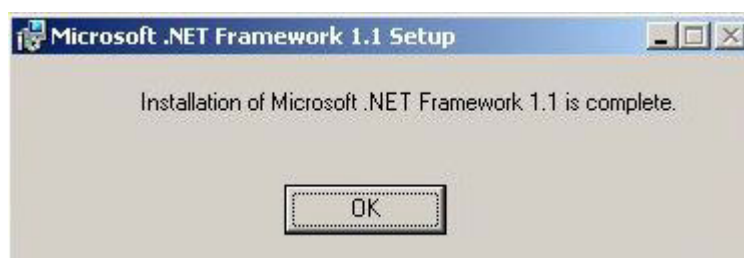 Microsoft .NET Framework 1.1 Setup
Installation of Microsoft .NET Framework 1.1 is complete.
OK